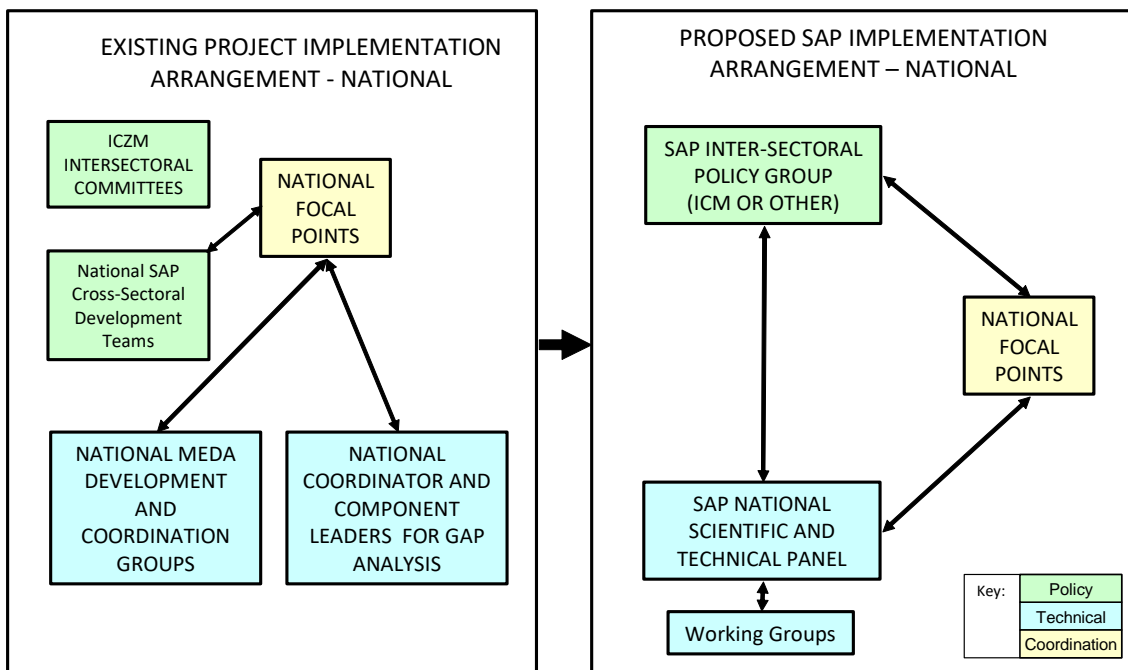 EXISTING PROJECT IMPLEMENTATION
ARRANGEMENT - NATIONAL
ICZM
INTERSECTORAL
COMMITTEES
NATIONAL
FOCAL
POINTS
National SAP
Cross-Sectoral
Development
Teams
NATIONAL MEDA
DEVELOPMENT
AND
COORDINATION
GROUPS
NATIONAL
COORDINATOR AND
COMPONENT
LEADERS FOR GAP
ANALYSIS
PROPOSED SAP IMPLEMENTATION
ARRANGEMENT – NATIONAL
SAP INTER-SECTORAL
POLICY GROUP
(ICM OR OTHER)
NATIONAL
FOCAL
POINTS
SAP NATIONAL
SCIENTIFIC AND
TECHNICAL PANEL
Working Groups
Key:
Policy
Technical
Coordination